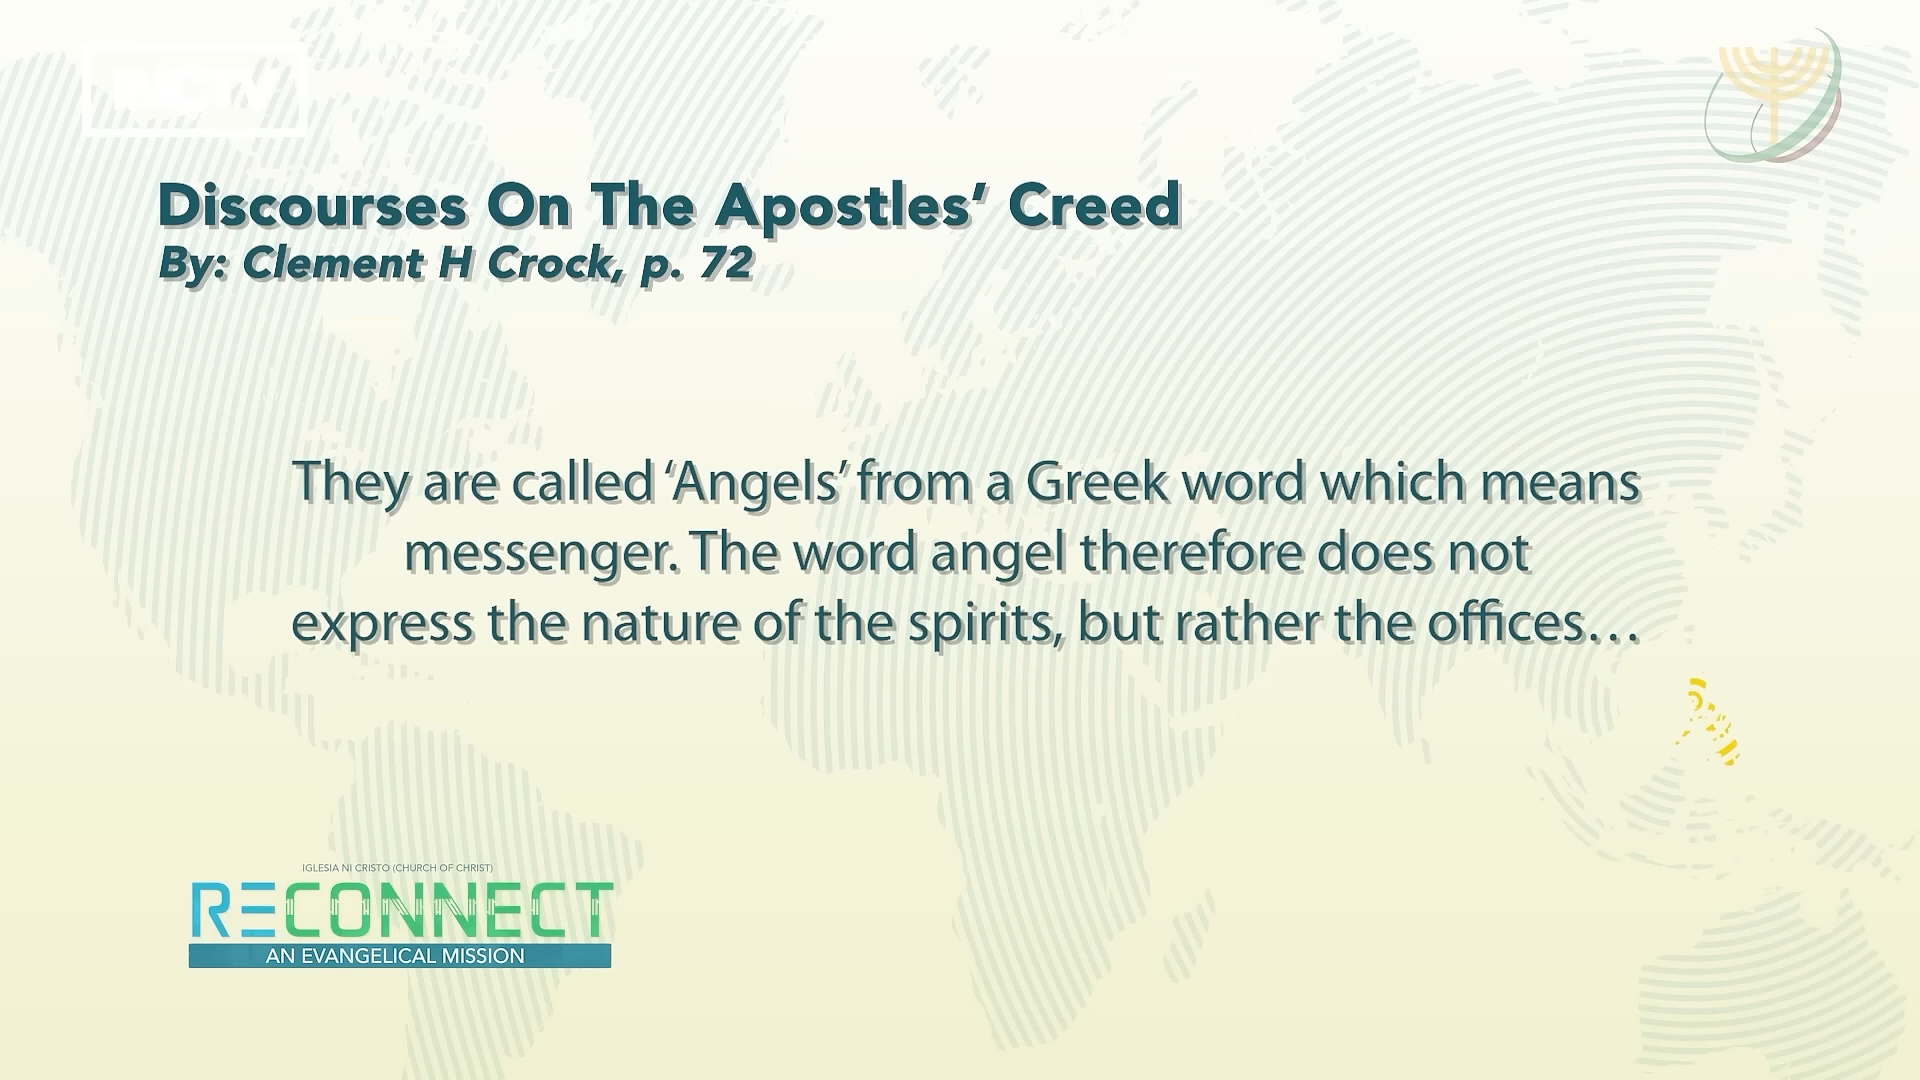 INCTV
Discourses On The Apostles’ Creed
By: Clement H Crock, p. 72
They are called ‘Angels’ from a Greek word which means
messenger. The word angel therefore does not
express the nature of the spirits, but rather the offices…
IGLESIA NI CRISTO (CHURCH OF CHRIST)
RECONNECT
AN EVANGELICAL MISSION